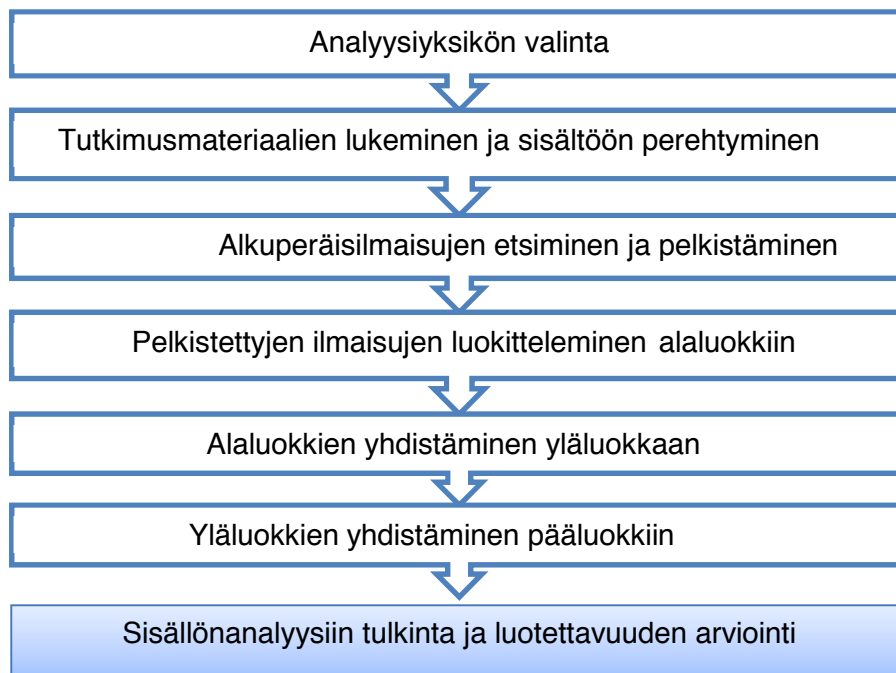 Analyysiyksikön valinta
Tutkimusmateriaalien lukeminen ja sisältöön perehtyminen
Alkuperäisilmaisujen etsiminen ja pelkistäminen
Pelkistettyjen ilmaisujen luokitteleminen alaluokkiin
Alaluokkien yhdistäminen yläluokkaan
Yläluokkien yhdistäminen pääluokkiin
Sisällönanalyysiin tulkinta ja luotettavuuden arviointi